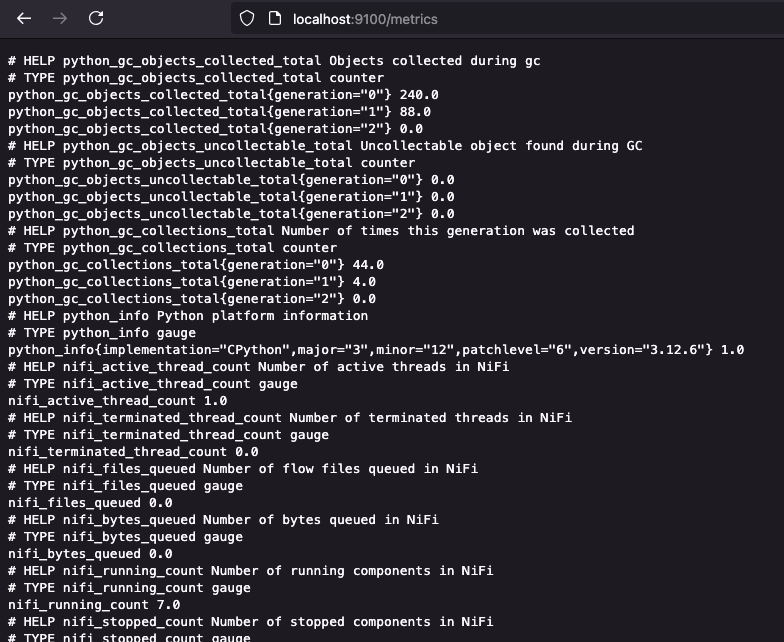 localhost:9100/metrics
# HELP python_gc_objects_collected_total Objects collected during gc
# TYPE python_gc_objects_collected_total counter
python_gc_objects_collected_total{generation="0"} 240.0
python_gc_objects_collected_total{generation="1"} 88.0
python_gc_objects_collected_total{generation="2"} 0.0
# HELP python_gc_objects_uncollectable_total Uncollectable object found during GC
# TYPE python_gc_objects_uncollectable_total counter
python_gc_objects_uncollectable_total{generation="0"} 0.0
python_gc_objects_uncollectable_total{generation="1"} 0.0
python_gc_objects_uncollectable_total{generation="2"} 0.0
# HELP python_gc_collections_total Number of times this generation was collected
# TYPE python_gc_collections_total counter
python_gc_collections_total{generation="0"} 44.0
python_gc_collections_total{generation="1"} 4.0
python_gc_collections_total{generation="2"} 0.0
# HELP python_info Python platform information
# TYPE python_info gauge
python_info{implementation="CPython",major="3",minor="12",patchlevel="6",version="3.12.6"} 1.0
# HELP nifi_active_thread_count Number of active threads in NiFi
# TYPE nifi_active_thread_count gauge
nifi_active_thread_count 1.0
# HELP nifi_terminated_thread_count Number of terminated threads in NiFi
# TYPE nifi_terminated_thread_count gauge
nifi_terminated_thread_count 0.0
# HELP nifi_files_queued Number of flow files queued in NiFi
# TYPE nifi_files_queued gauge
nifi_files_queued 0.0
# HELP nifi_bytes_queued Number of bytes queued in NiFi
# TYPE nifi_bytes_queued gauge
nifi_bytes_queued 0.0
# HELP nifi_running_count Number of running components in NiFi
# TYPE nifi_running_count gauge
nifi_running_count 7.0
# HELP nifi_stopped_count Number of stopped components in NiFi
# TYPE nifi_stopped_count gauge